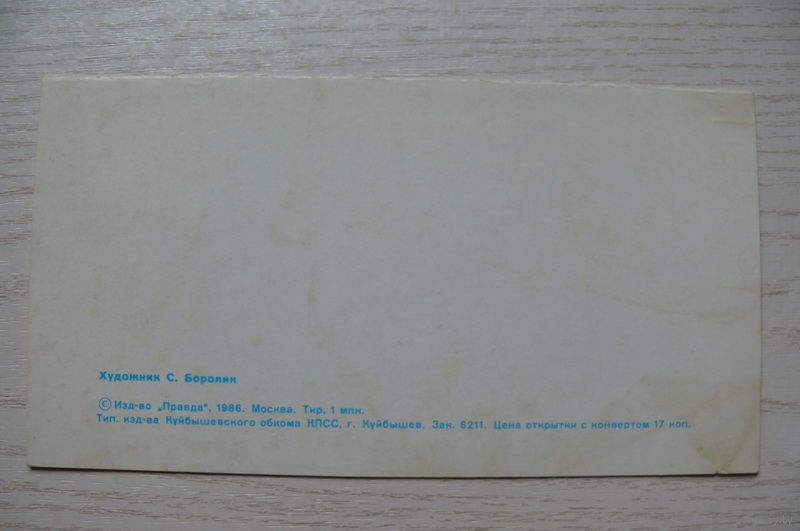 Художник С. Боролин
© Изд-во „Правда", 1986. Москва. Тир. 1 млн.
Тип. изд-ва Куйбышевского обкома КПСС, г. Куйбышев. Зак. 6211. Цена открытки с конвертом 17 коп.